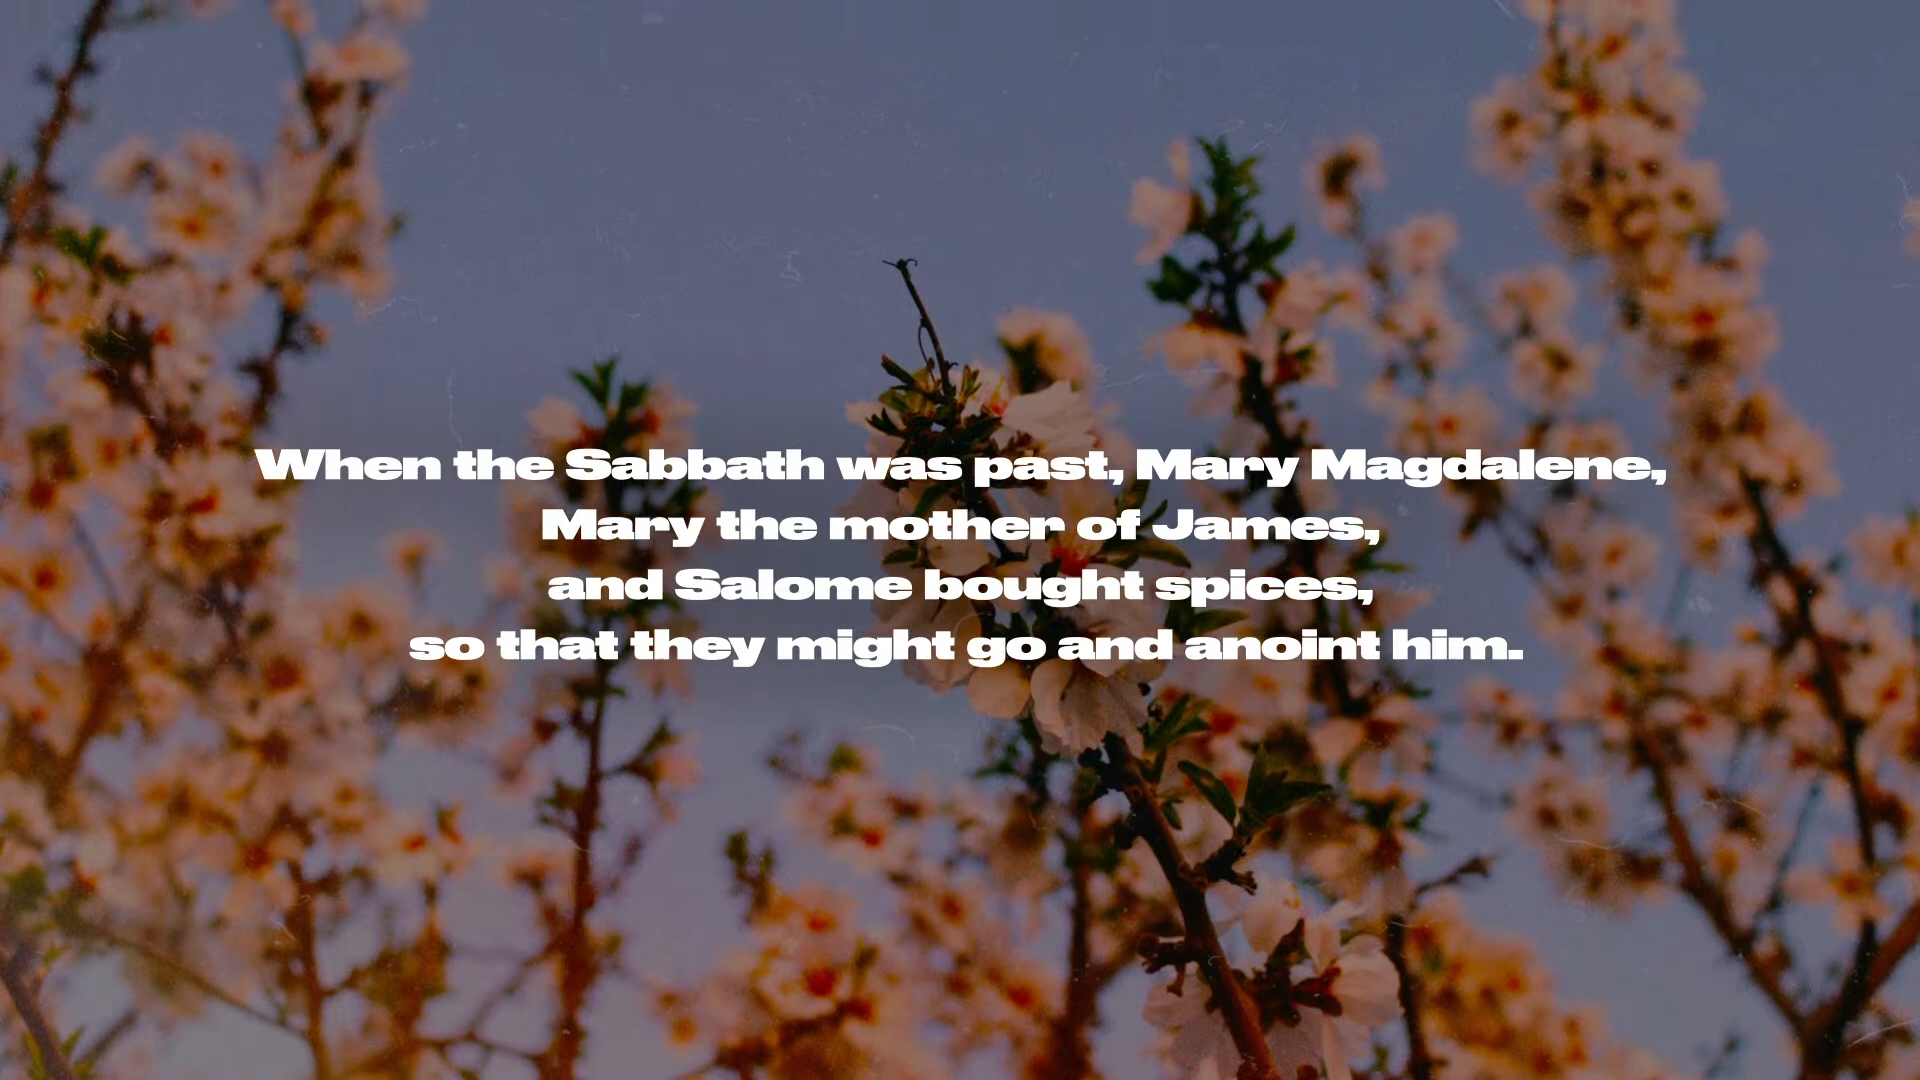 When the Sabbath was past, Mary Magdalene,
Mary the mother of James,
and Salome bought spices,
so that they might go and anoint him.